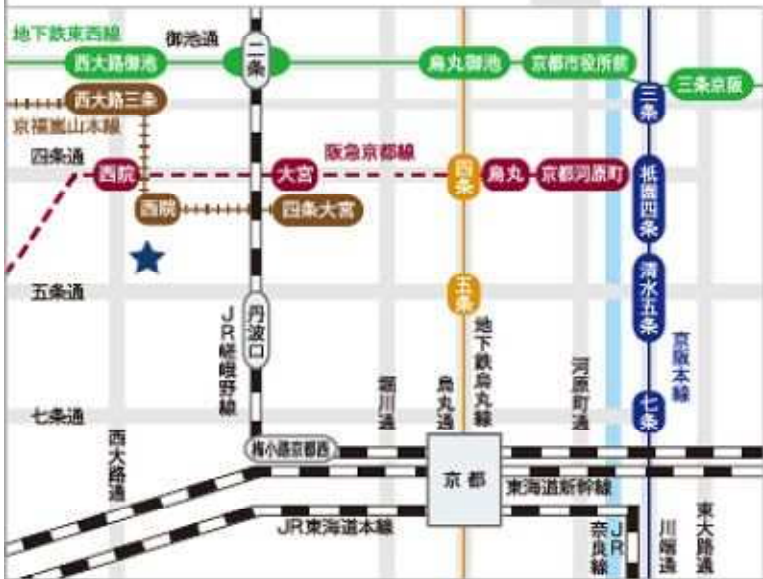 地下鉄東西線
御池通
西大路御池
二条
烏丸御池
京都市役所前
三条京阪
西大路三条
三条
京福嵐山本線
四条通
阪急京都線
西院
大宮
四条
烏丸
京都河原町
祇園四条
西院
四条大宮
五条通
五条
清水五条
丹波口
JR嵯峨野線
地下鉄烏丸線
京阪本線
堀川通
烏丸通
河原町通
七条通
七条
西大路通
梅小路京都西
京都
東海道新幹線
JR東海道本線
JR奈良線
川端通
東大路通